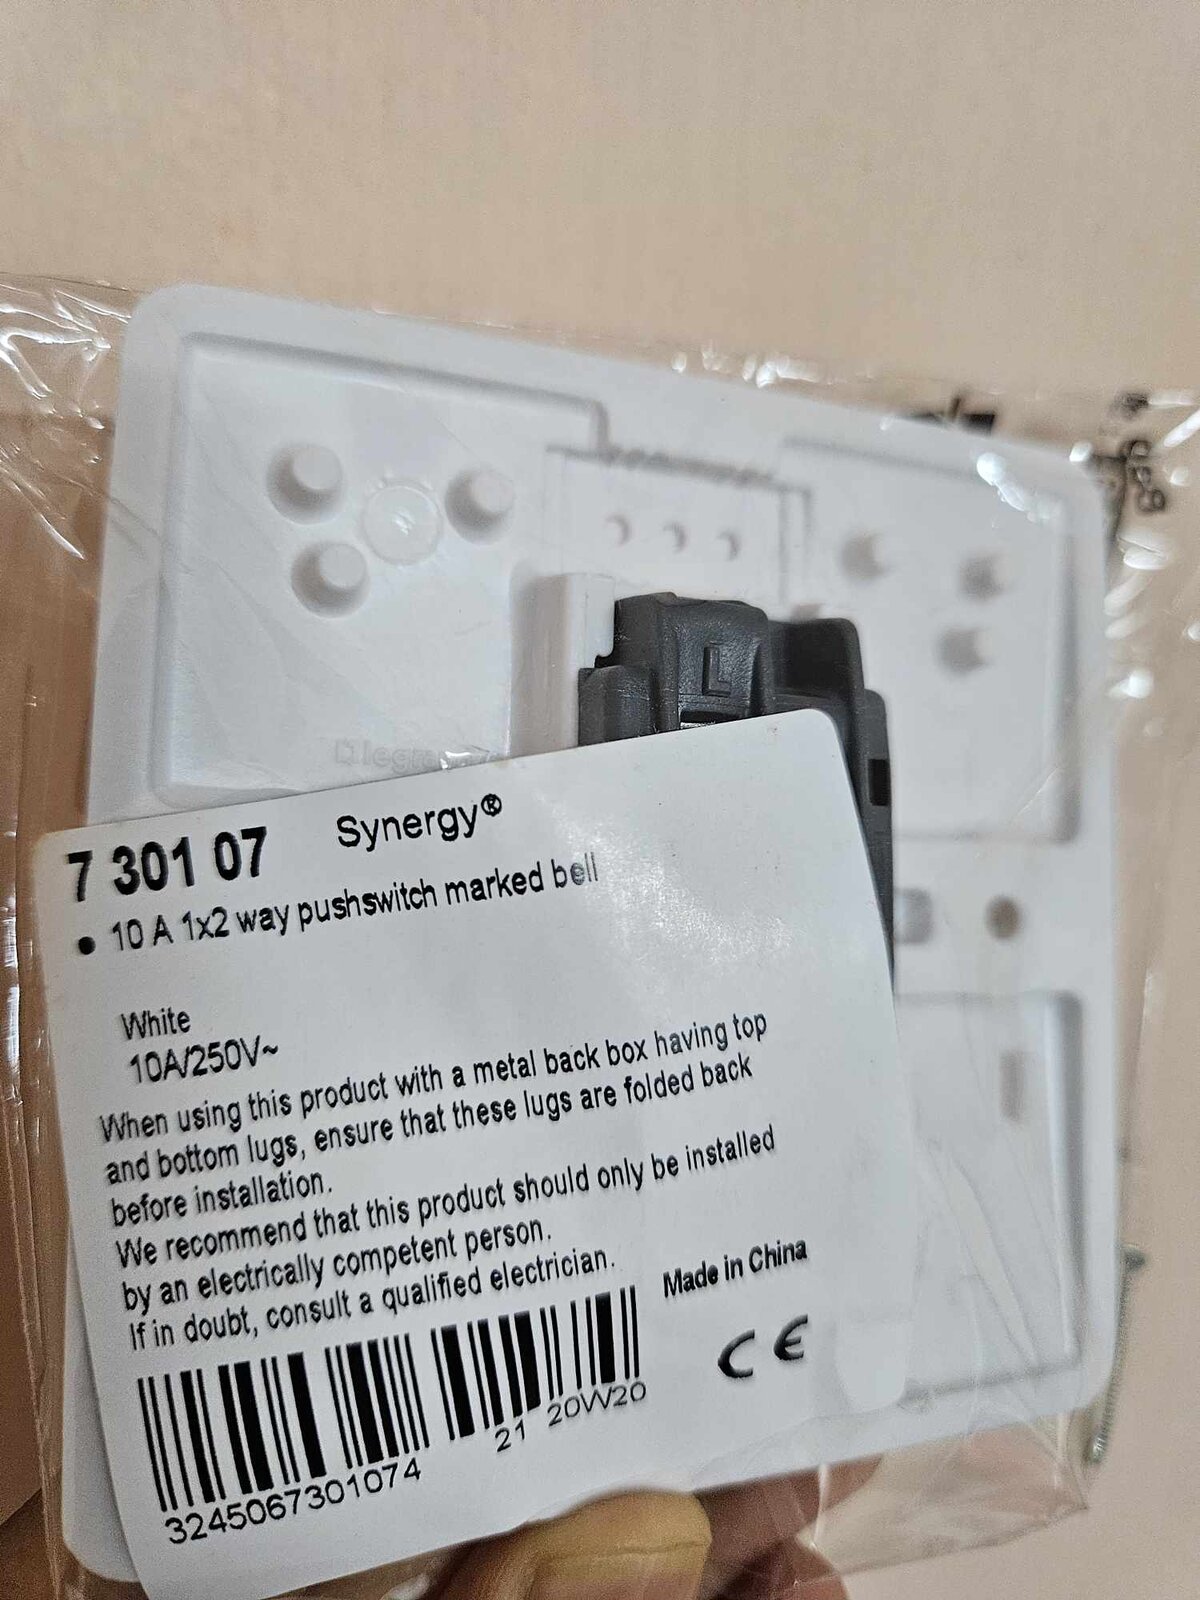 L
legrand
7 301 07 Synergy®
• 10 A 1x2 way pushswitch marked bell
White
10A/250V~
When using this product with a metal back box having top
and bottom lugs, ensure that these lugs are folded back
before installation.
We recommend that this product should only be installed
by an electrically competent person.
If in doubt, consult a qualified electrician.
Made in China
CE
21 20W20
3245067301074